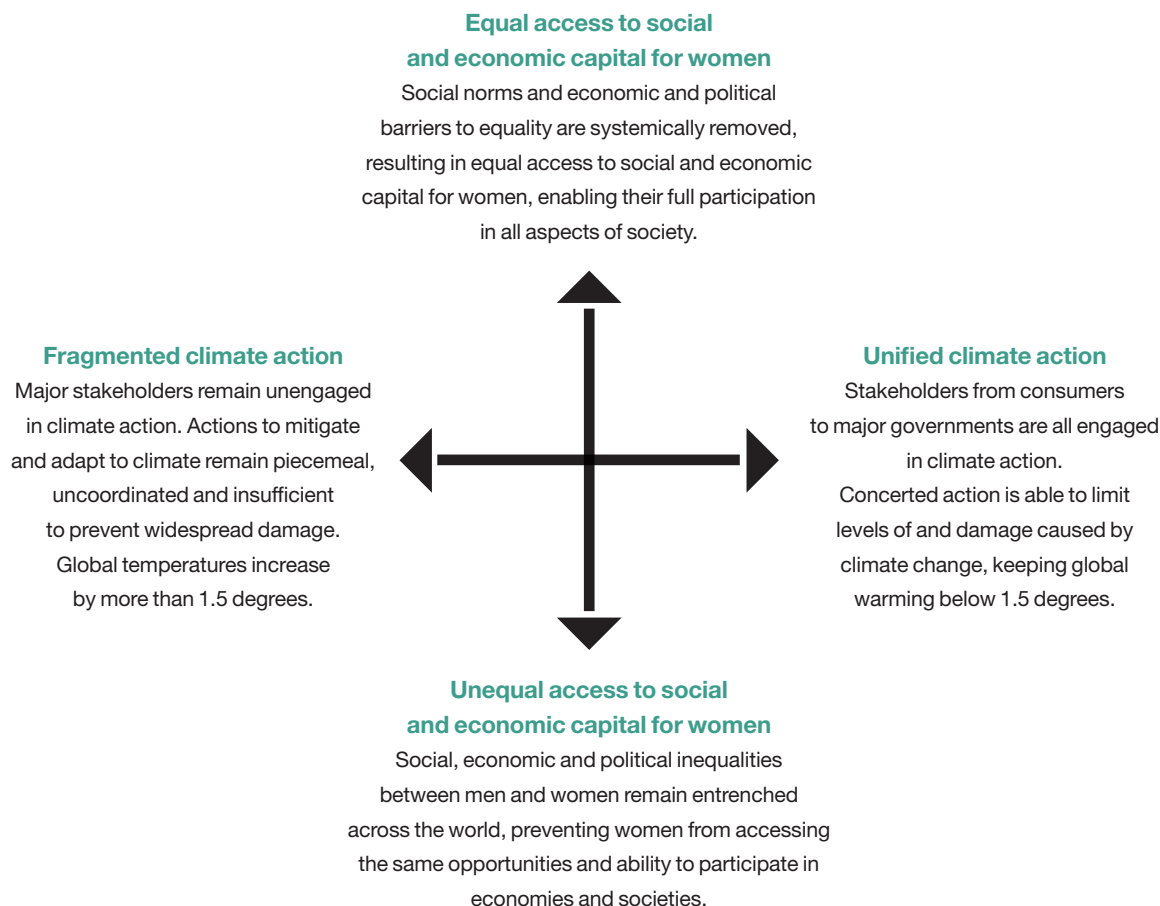 Equal access to social
and economic capital for women
Social norms and economic and political
barriers to equality are systemically removed,
resulting in equal access to social and economic
capital for women, enabling their full participation
in all aspects of society.
Fragmented climate action
Major stakeholders remain unengaged
in climate action. Actions to mitigate
and adapt to climate remain piecemeal,
uncoordinated and insufficient
to prevent widespread damage.
Global temperatures increase
by more than 1.5 degrees.
Unified climate action
Stakeholders from consumers
to major governments are all engaged
in climate action.
Concerted action is able to limit
levels of and damage caused by
climate change, keeping global
warming below 1.5 degrees.
Unequal access to social
and economic capital for women
Social, economic and political inequalities
between men and women remain entrenched
across the world, preventing women from accessing
the same opportunities and ability to participate in
economies and societies.